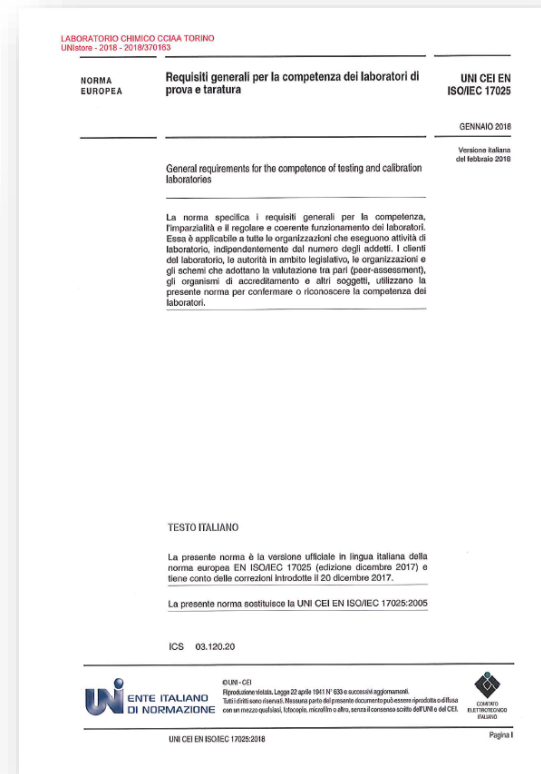 LABORATORIO CHIMICO CCIAA TORINO
UNIstore - 2018 - 2018/370163
NORMA
EUROPEA
Requisiti generali per la competenza dei laboratori di
prova e taratura
UNI CEI EN
ISO/IEC 17025
GENNAIO 2018
Versione italiana
del febbraio 2018
General requirements for the competence of testing and calibration
laboratories
La norma specifica i requisiti generali per la competenza,
l'imparzialità e il regolare e coerente funzionamento dei laboratori.
Essa è applicabile a tutte le organizzazioni che eseguono attività di
laboratorio, indipendentemente dal numero degli addetti. I clienti
del laboratorio, le autorità in ambito legislativo, le organizzazioni e
gli schemi che adottano la valutazione tra pari (peer-assessment),
gli organismi di accreditamento e altri soggetti, utilizzano la
presente norma per confermare o riconoscere la competenza dei
laboratori.
TESTO ITALIANO
La presente norma è la versione ufficiale in lingua italiana della
norma europea EN ISO/IEC 17025 (edizione dicembre 2017) e
tiene conto delle correzioni introdotte il 20 dicembre 2017.
La presente norma sostituisce la UNI CEI EN ISO/IEC 17025:2005
ICS 03.120.20
UNI
ENTE ITALIANO
DI NORMAZIONE
©UNI - CEI
Riproduzione vietata. Legge 22 aprile 1941 N° 633 e successivi aggiornamenti.
Tutti i diritti sono riservati. Nessuna parte del presente documento può essere riprodotta o diffusa
con un mezzo qualsiasi, fotocopie, microfilm o altro, senza il consenso scritto dell'UNI e del CEI.
COMITATO
ELETTROTECNICO
ITALIANO
UNI CEI EN ISO/IEC 17025:2018
Pagina I